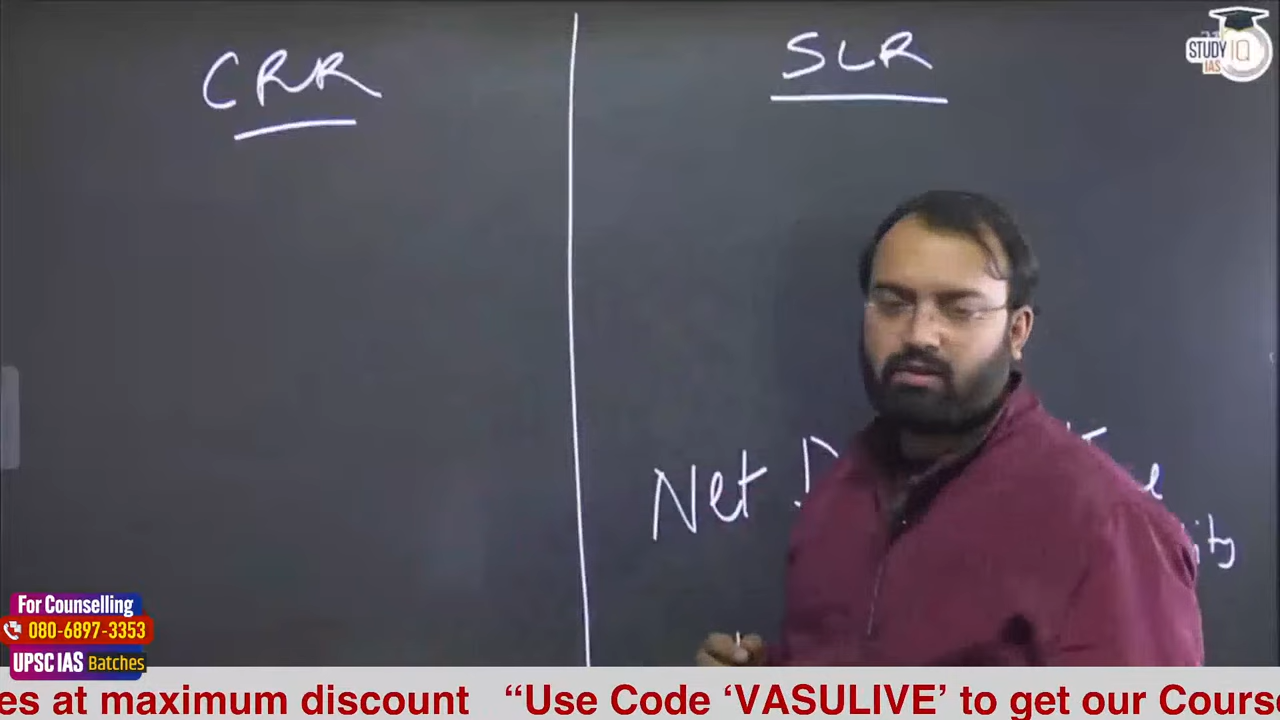 CRR
SLR
STUDY IQ
IAS
Net
For Counselling
080-6897-3353
UPSC IAS Batches
es at maximum discount “Use Code ‘VASULIVE’ to get our Course